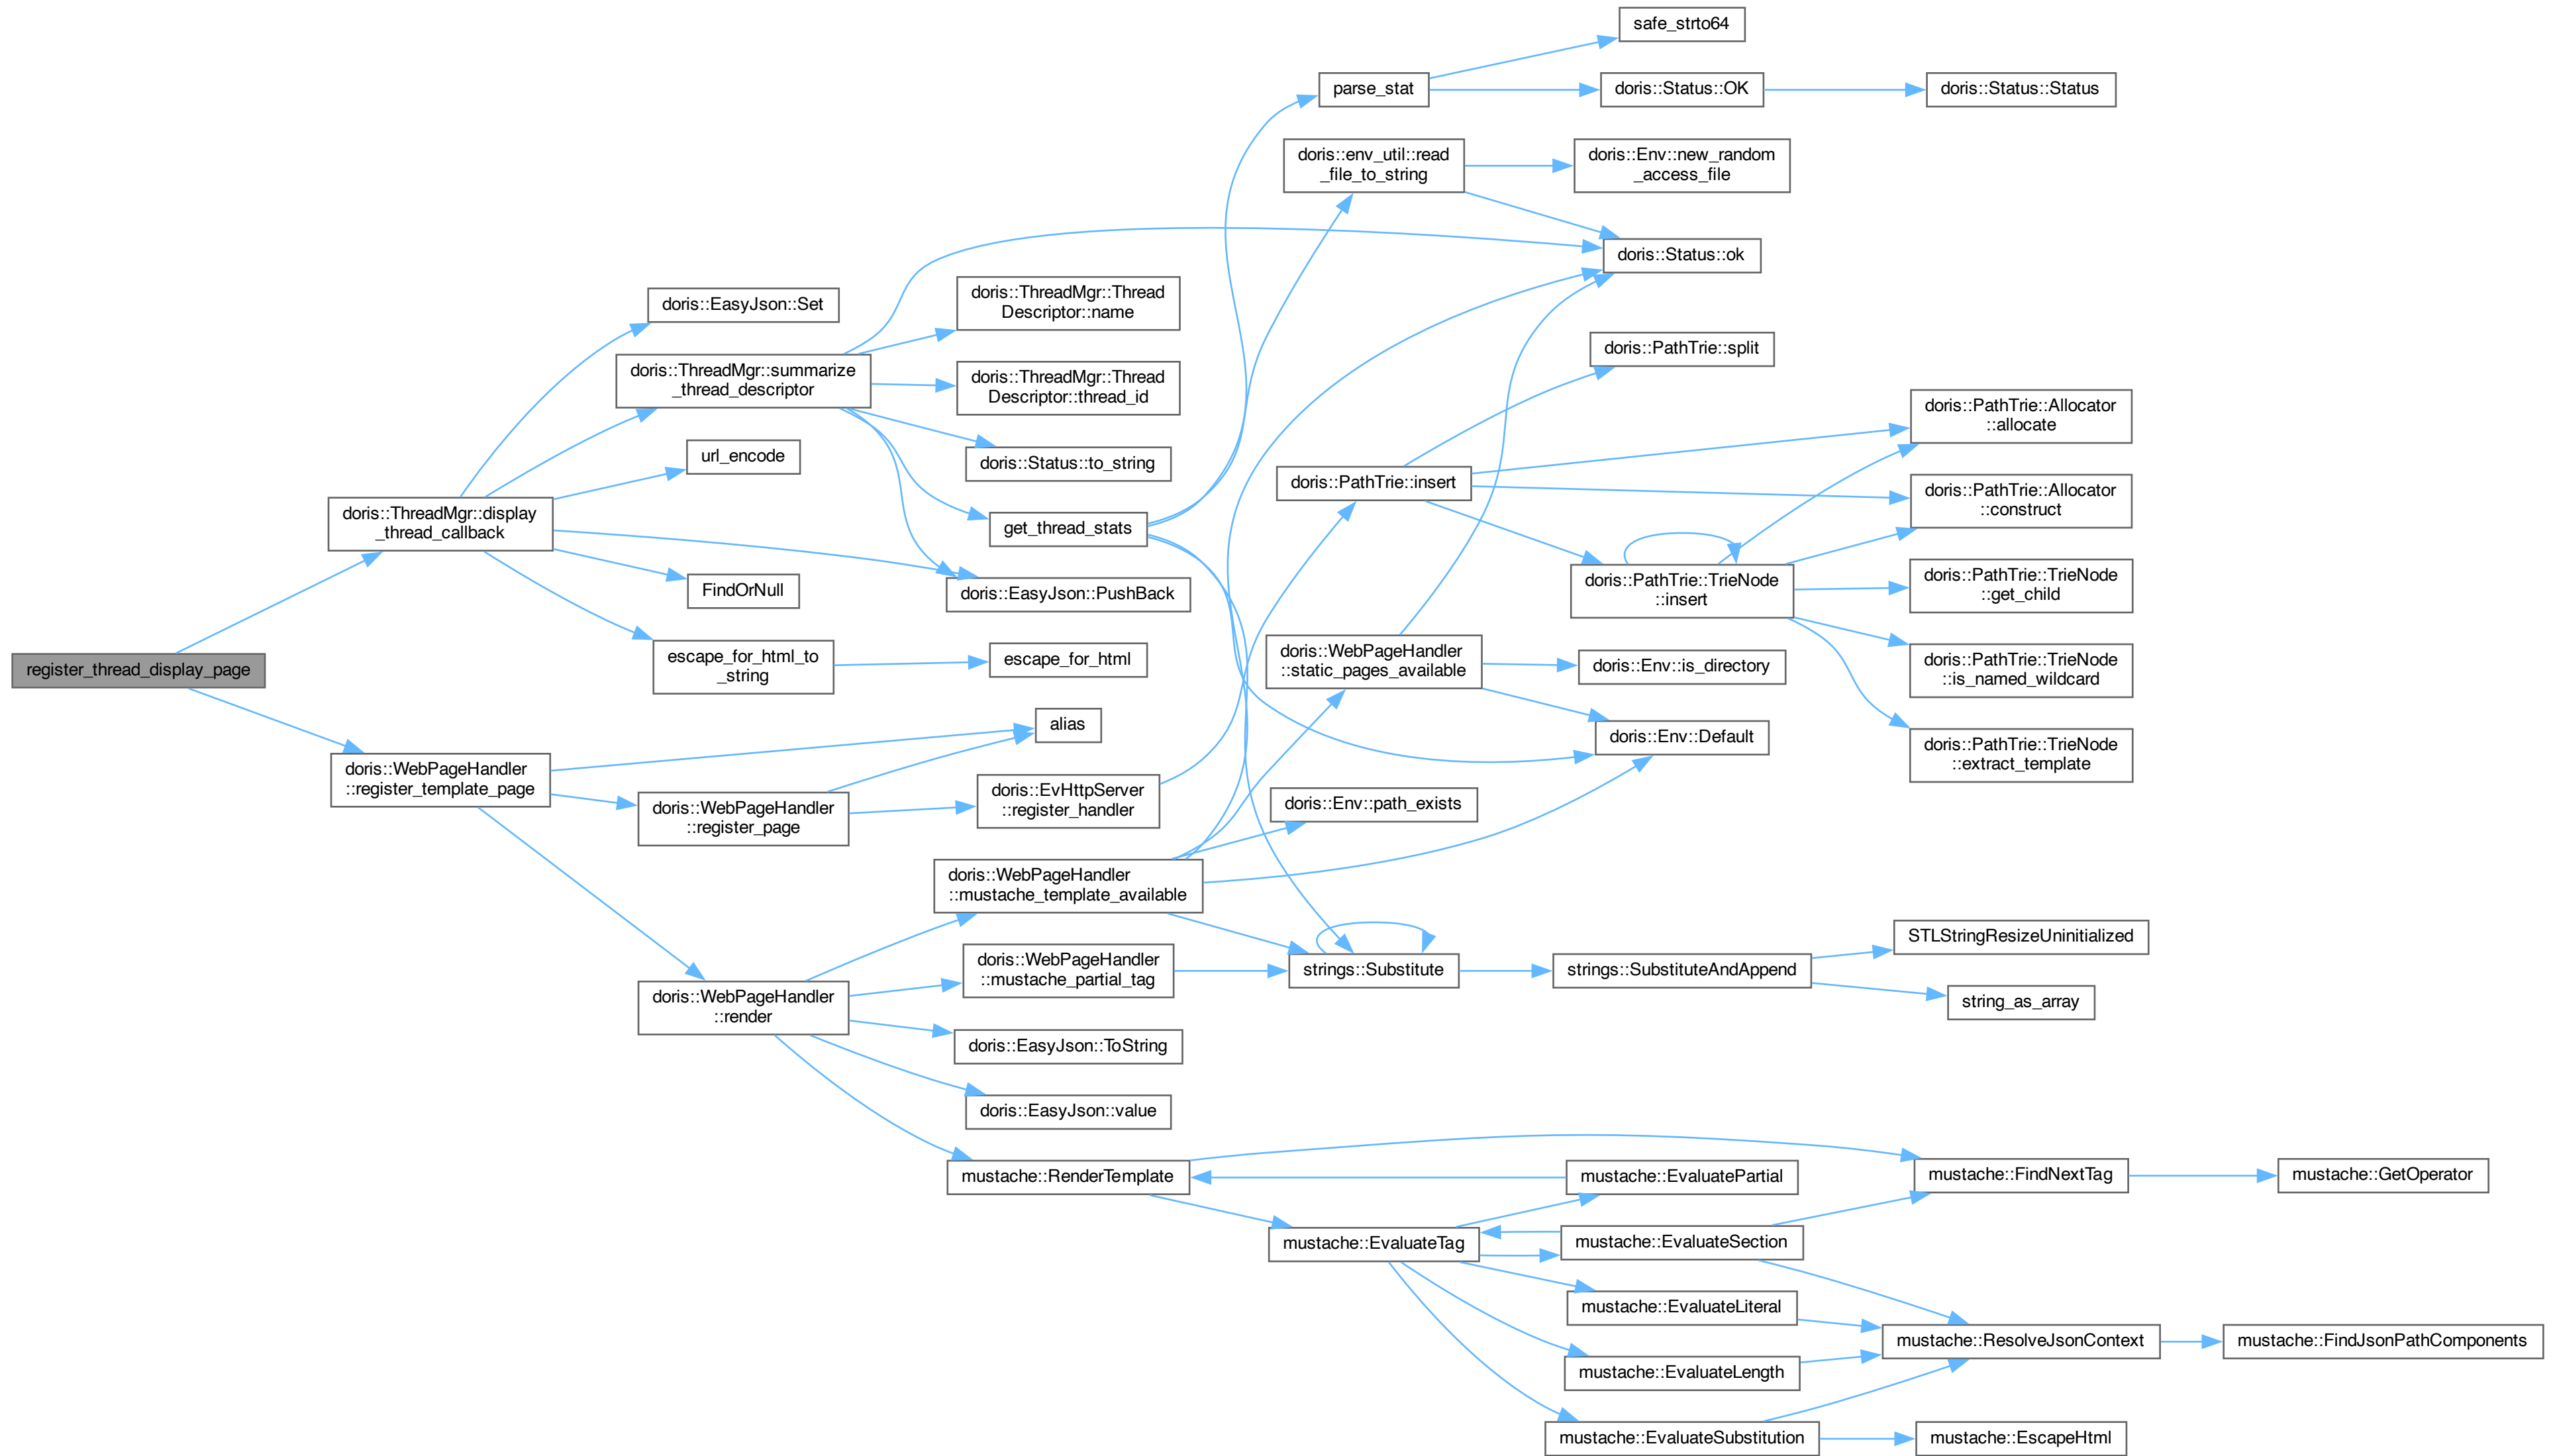 safe_strto64
parse_stat
doris::Status::OK
doris::Status::Status
doris::env_util::read
_file_to_string
doris::Env::new_random
_access_file
doris::Status::ok
doris::EasyJson::Set
doris::ThreadMgr::Thread
Descriptor::name
doris::PathTrie::split
doris::ThreadMgr::summarize
_thread_descriptor
doris::ThreadMgr::Thread
Descriptor::thread_id
doris::PathTrie::Allocator
::allocate
url_encode
doris::Status::to_string
doris::PathTrie::insert
doris::PathTrie::Allocator
::construct
doris::ThreadMgr::display
_thread_callback
get_thread_stats
FindOrNull
doris::EasyJson::PushBack
doris::PathTrie::TrieNode
::insert
doris::PathTrie::TrieNode
::get_child
register_thread_display_page
escape_for_html_to
_string
escape_for_html
doris::WebPageHandler
::static_pages_available
doris::Env::is_directory
doris::PathTrie::TrieNode
::is_named_wildcard
alias
doris::Env::Default
doris::PathTrie::TrieNode
::extract_template
doris::WebPageHandler
::register_template_page
doris::WebPageHandler
::register_page
doris::EvHttpServer
::register_handler
doris::Env::path_exists
doris::WebPageHandler
::mustache_template_available
STLStringResizeUninitialized
doris::WebPageHandler
::mustache_partial_tag
strings::Substitute
strings::SubstituteAndAppend
string_as_array
doris::WebPageHandler
::render
doris::EasyJson::ToString
doris::EasyJson::value
mustache::RenderTemplate
mustache::EvaluatePartial
mustache::FindNextTag
mustache::GetOperator
mustache::EvaluateTag
mustache::EvaluateSection
mustache::EvaluateLiteral
mustache::ResolveJsonContext
mustache::FindJsonPathComponents
mustache::EvaluateLength
mustache::EvaluateSubstitution
mustache::EscapeHtml